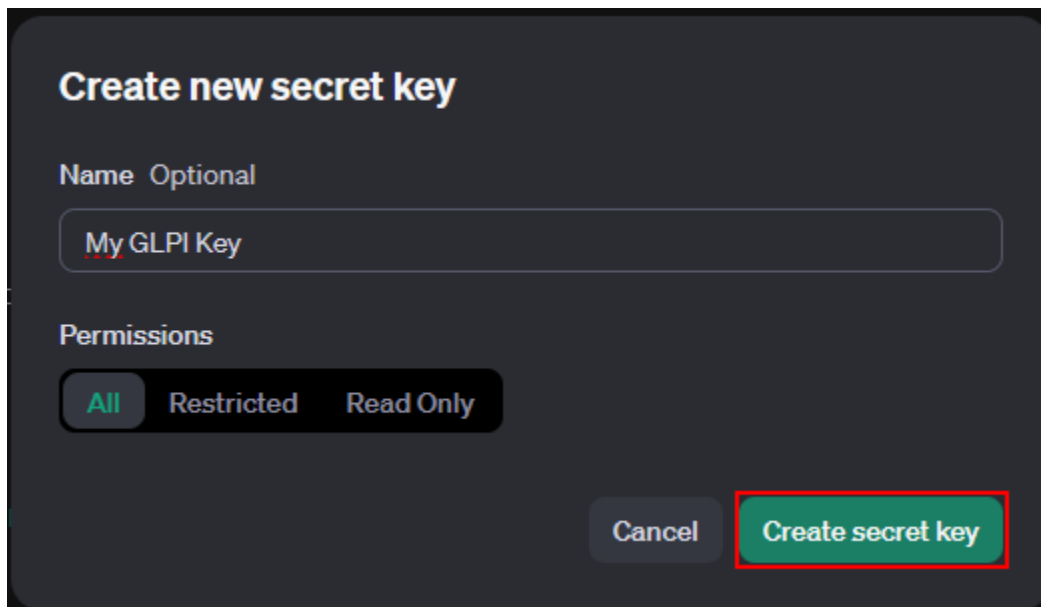 Create new secret key
Name Optional
My GLPI Key
Permissions
All Restricted Read Only
Cancel Create secret key